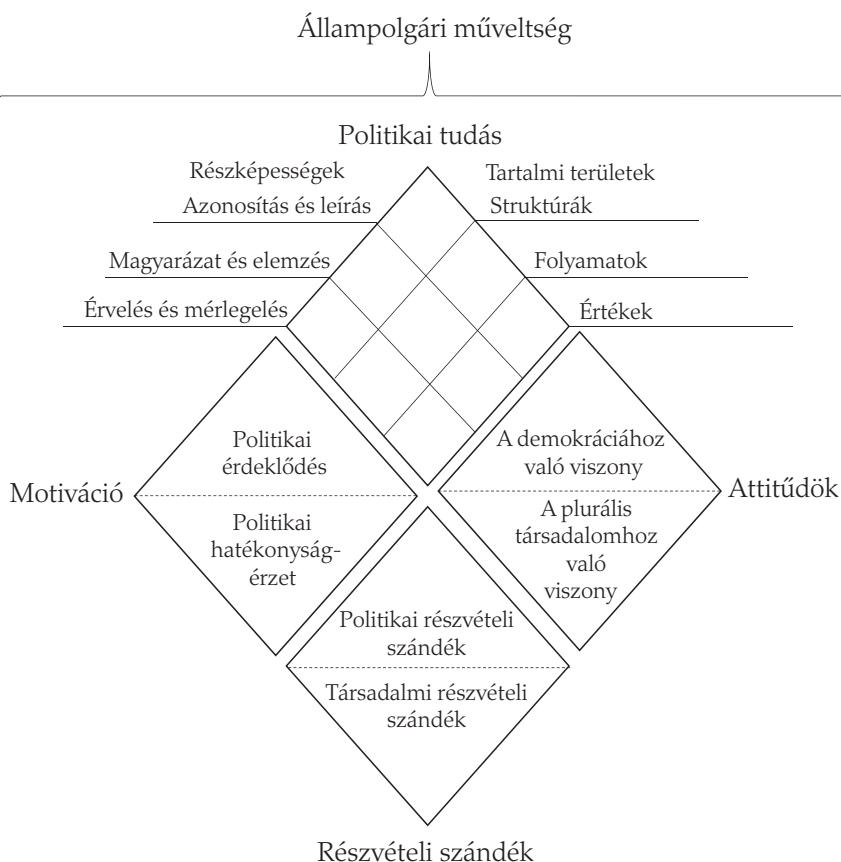 Állampolgári műveltség
Politikai tudás
Részképességek
Tartalmi területek
Azonosítás és leírás
Struktúrák
Magyarázat és elemzés
Folyamatok
Érvelés és mérlegelés
Értékek
Motiváció
Politikai
érdeklődés
Politikai
hatékonyság-
érzet
A demokráciához
való viszony
A plurális
társadalomhoz
való
viszony
Attitűdök
Politikai részvételi
szándék
Társadalmi részvételi
szándék
Részvételi szándék